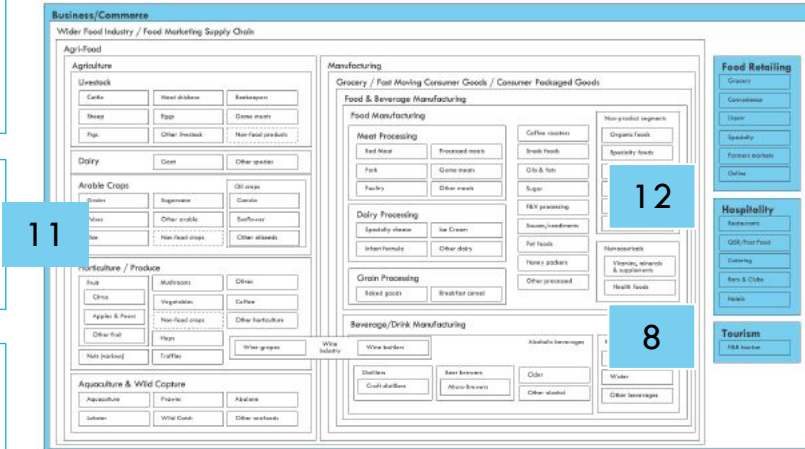 Business/Commerce
Wider Food Industry / Food Marketing Supply Chain
Agri-Food
Agriculture
Livestock
Cattle
Meat chickens
Beekeepers
Sheep
Eggs
Game meats
Pigs
Other livestock
Non-food products
Dairy
Goat
Other species
Arable Crops
Grains
Sugarcane
Oil crops
Canola
Other arable
Sunflower
Non-food crops
Other oilseeds
11
Horticulture / Produce
Fruit
Citrus
Apples & Pears
Other fruit
Nuts (various)
Mushrooms
Vegetables
Non-food crops
Hops
Truffles
Olives
Coffee
Other horticulture
Wine grapes
Wine industry
Wine bottlers
Aquaculture & Wild Capture
Aquaculture
Prawns
Abalone
Lobster
Wild Catch
Other seafoods
Manufacturing
Grocery / Fast Moving Consumer Goods / Consumer Packaged Goods
Food & Beverage Manufacturing
Food Manufacturing
Meat Processing
Red Meat
Processed meats
Pork
Game meats
Poultry
Other meats
Dairy Processing
Specialty cheese
Ice Cream
Infant formula
Other dairy
Grain Processing
Baked goods
Breakfast cereal
Coffee roasters
Snack foods
Oils & fats
Sugar
F&V processing
Sauces/condiments
Pet foods
Honey packers
Other processed
Non-product segments
Organic foods
Specialty foods
12
Nutraceuticals
Vitamins, minerals & supplements
Health foods
Beverage/Drink Manufacturing
Alcoholic beverages
8
Distillers
Craft distillers
Beer brewers
Micro-Brewers
Cider
Other alcohol
Water
Other beverages
Food Retailing
Grocery
Convenience
Liquor
Specialty
Farmers markets
Online
Hospitality
Restaurants
QSR/Fast Food
Catering
Bars & Clubs
Hotels
Tourism
F&B tourism